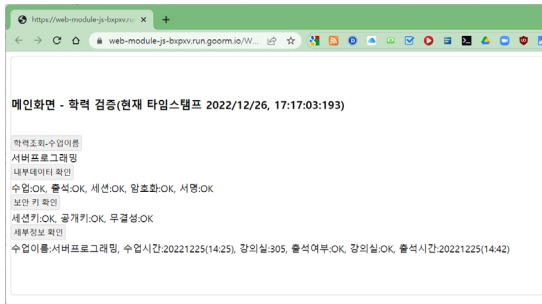 https://web-module-js-bxpxv.rur
web-module-js-bxpxv.run.goorm.io/W...
메인화면 - 학력 검증(현재 타임스탬프 2022/12/26, 17:17:03:193)
학력조회-수업이름
서버프로그래밍
내부데이터 확인
수업:OK, 출석:OK, 세션:OK, 암호화:OK, 서명:OK
보안 키 확인
세션키:OK, 공개키:OK, 무결성:OK
세부정보 확인
수업이름:서버프로그래밍, 수업시간:20221225(14:25), 강의실:305, 출석여부:OK, 강의실:OK, 출석시간:20221225(14:42)